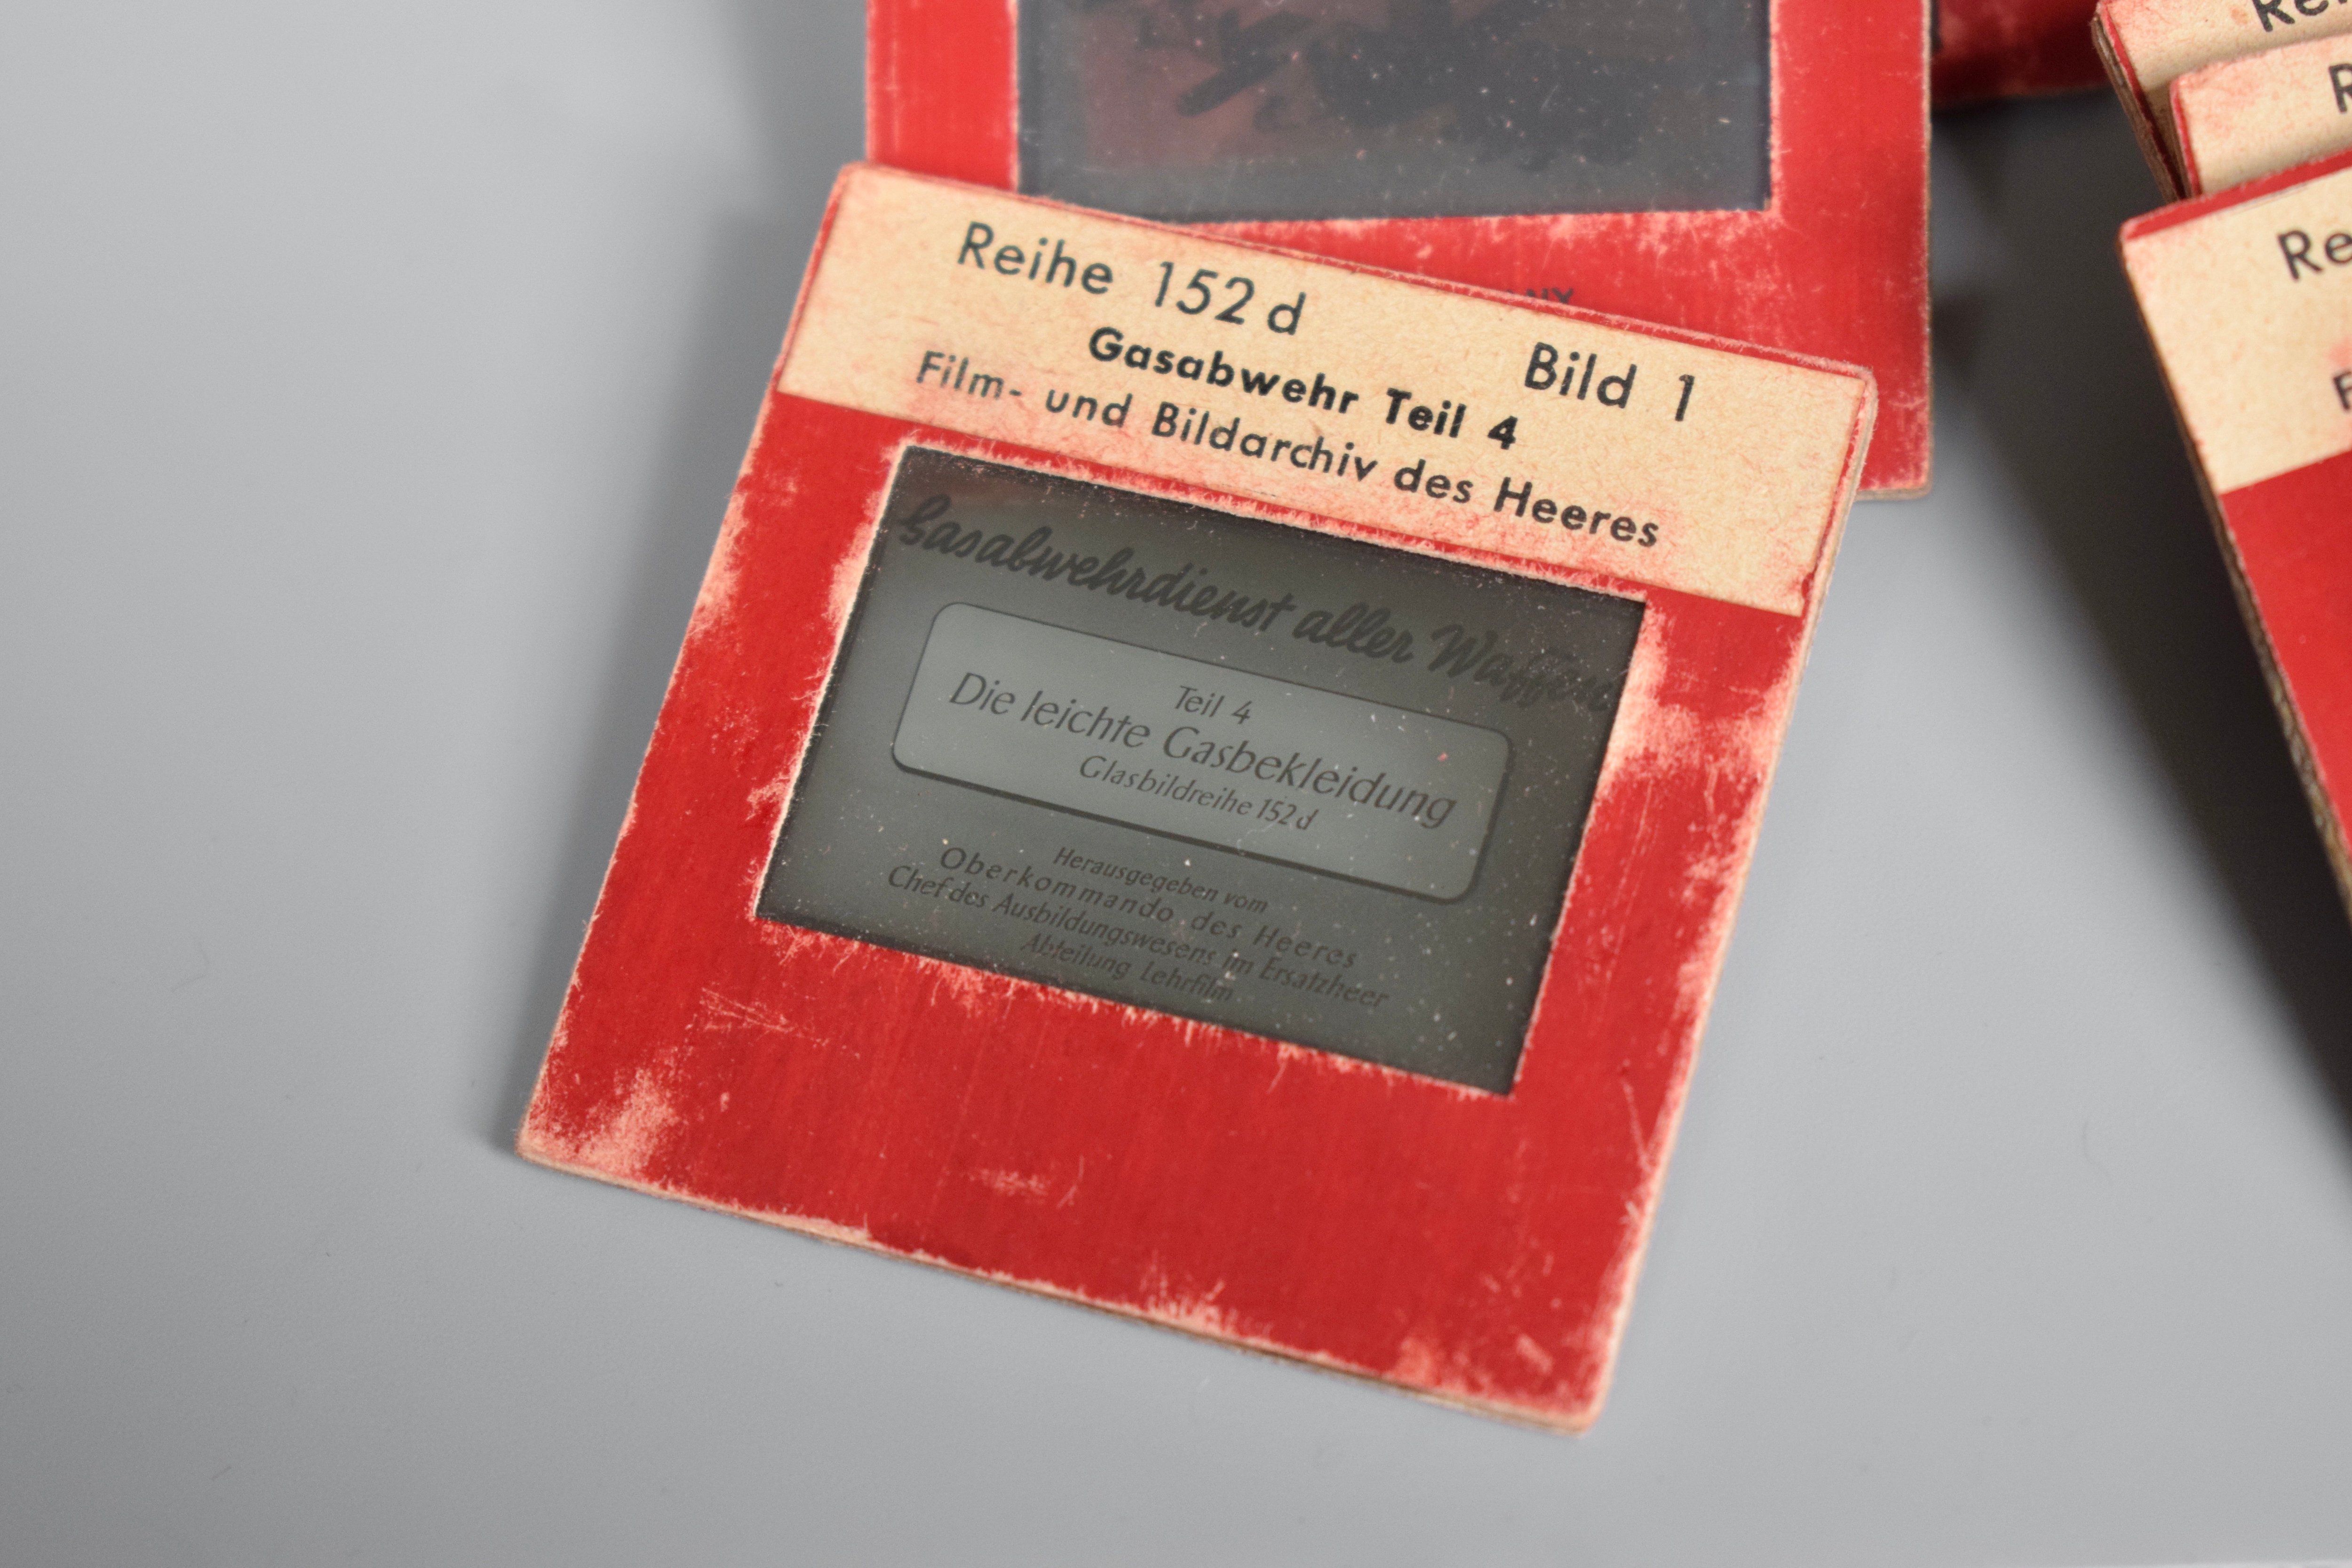 Reihe 152 d Bild 1
Gasabwehr Teil 4
Film- und Bildarchiv des Heeres
Gasabwehrdienst aller Waffen
Teil 4
Die leichte Gasbekleidung
Glasbildreihe 152 d
Herausgegeben vom
Oberkommando des Heeres
Chef des Ausbildungswesens im Ersatzheer
Abteilung Lehrfilm